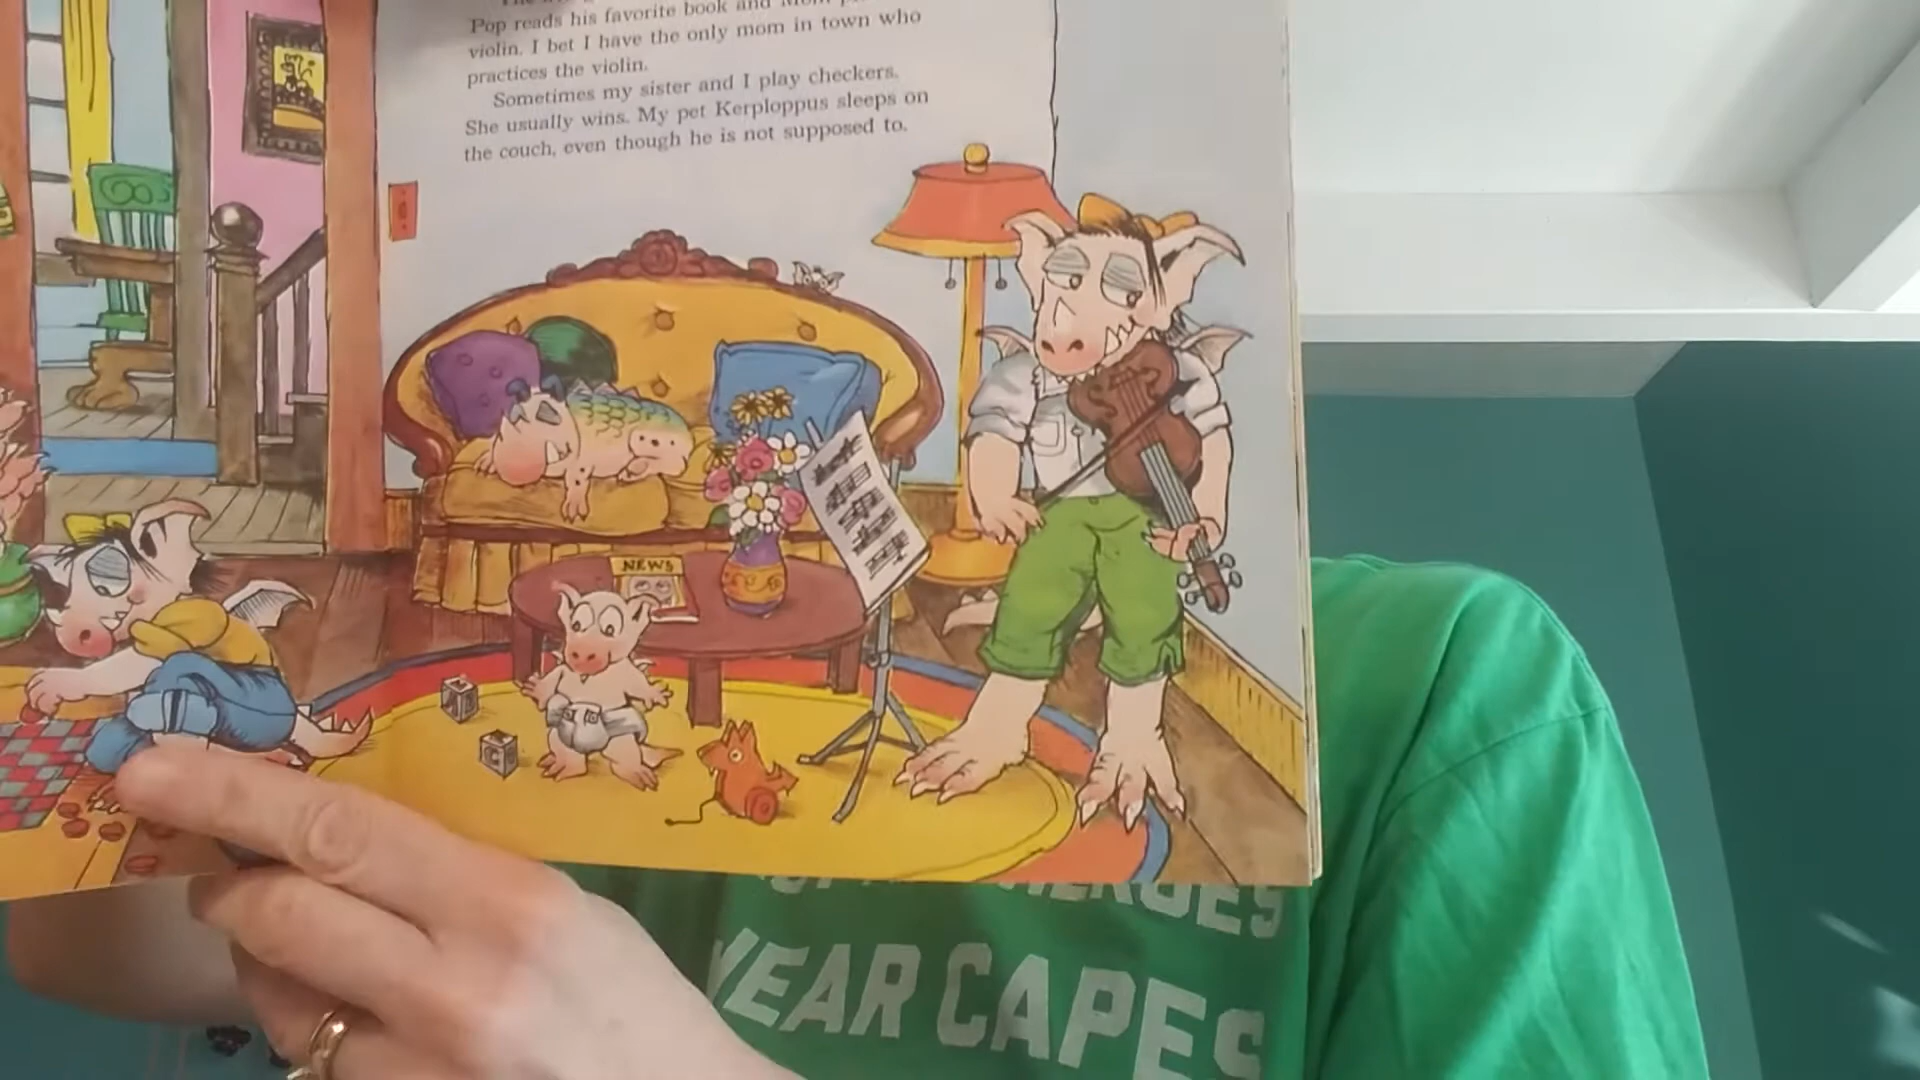 Pop reads his favorite book and Mom
violin. I bet I have the only mom in town who
practices the violin.
Sometimes my sister and I play checkers.
She usually wins. My pet Kerploppus sleeps on
the couch, even though he is not supposed to.
NEWS
C
WEAR CAPES